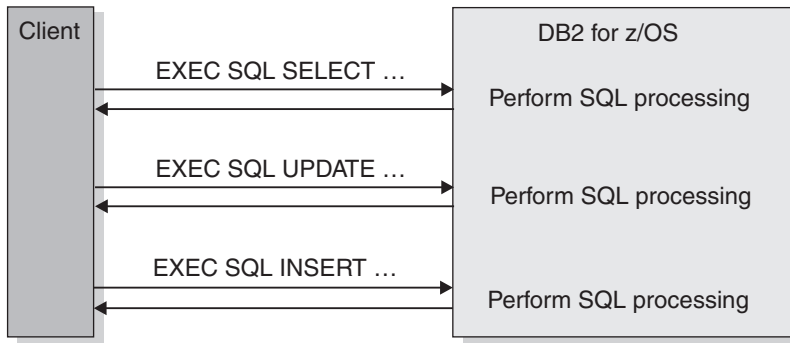 Client
DB2 for z/OS
EXEC SQL SELECT …
Perform SQL processing
EXEC SQL UPDATE …
Perform SQL processing
EXEC SQL INSERT …
Perform SQL processing